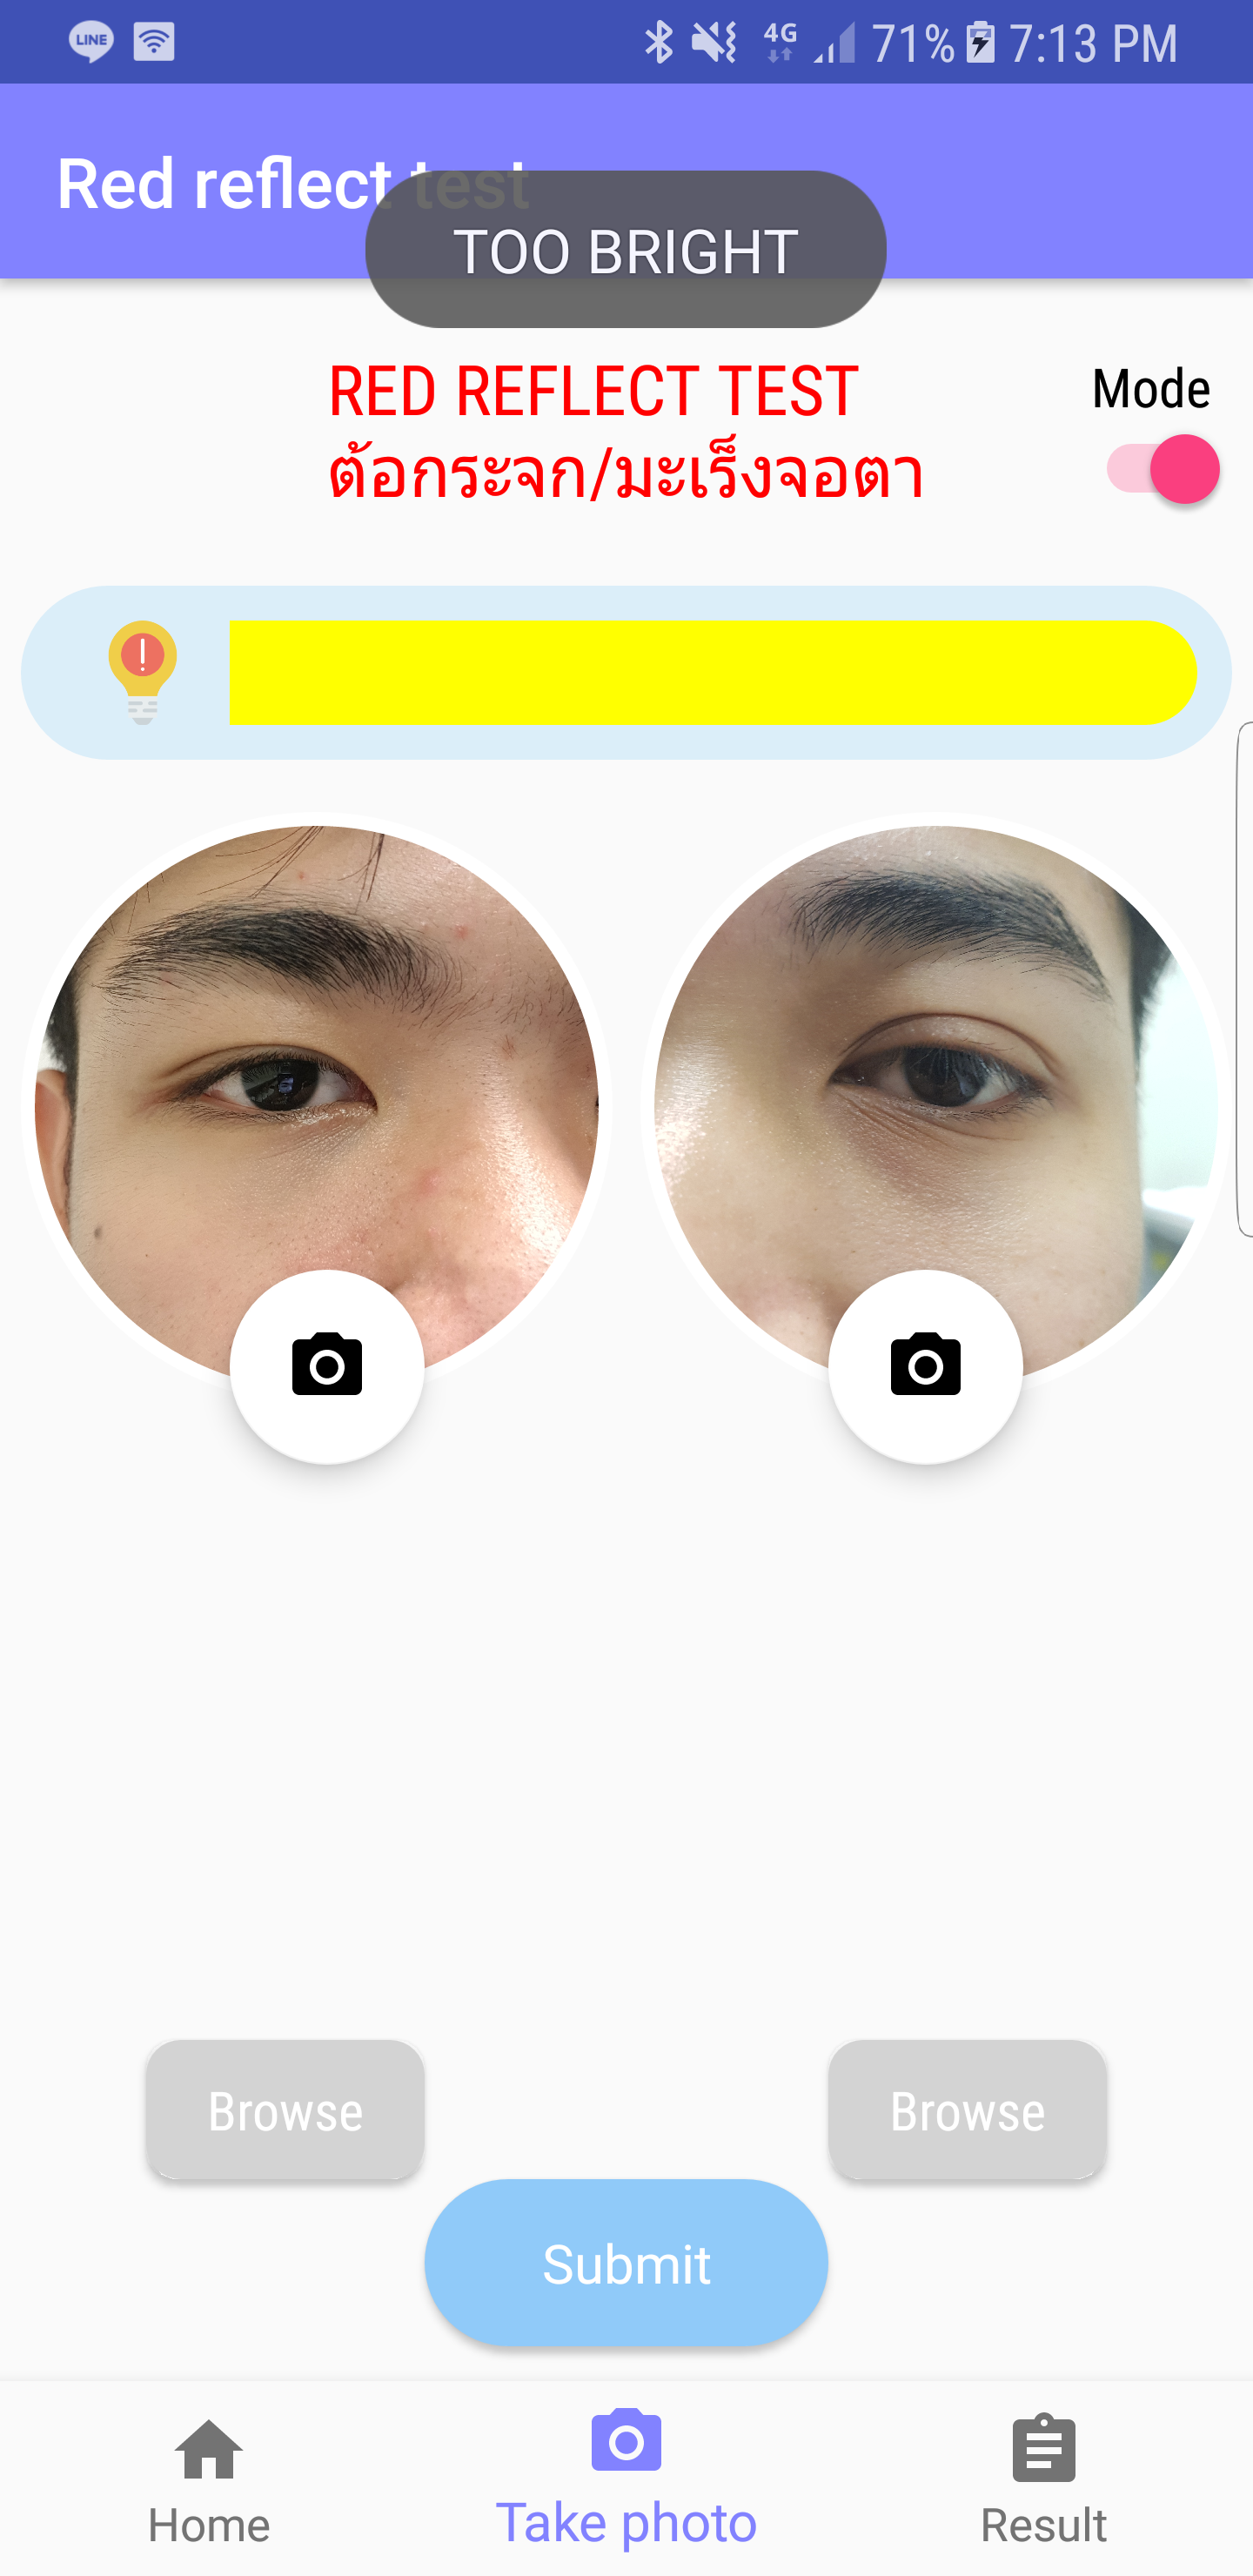 LINE
4G
71%
7:13 PM
Red reflect test
TOO BRIGHT
RED REFLECT TEST
ต้อกระจก/มะเร็งจอตา
Mode
Browse
Browse
Submit
Home
Take photo
Result